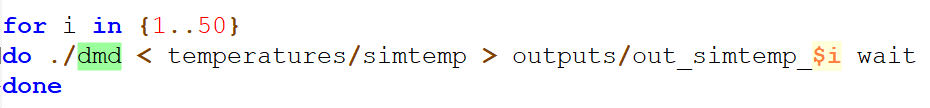 for i in {1..50}
do ./dmd < temperatures/simtemp > outputs/out_simtemp_$i wait
done